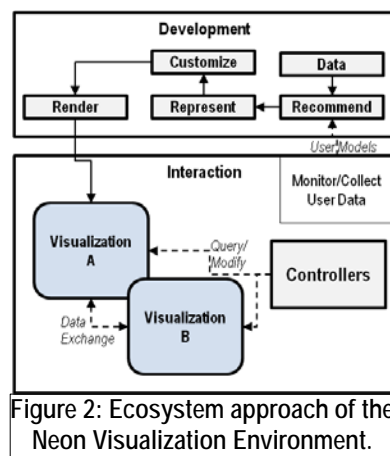 Development
Customize
Data
Render
Represent
Recommend
User Models
Interaction
Monitor/Collect
User Data
Visualization
A
Query/
Modify
Controllers
Data
Exchange
Visualization
B
Figure 2: Ecosystem approach of the
Neon Visualization Environment.